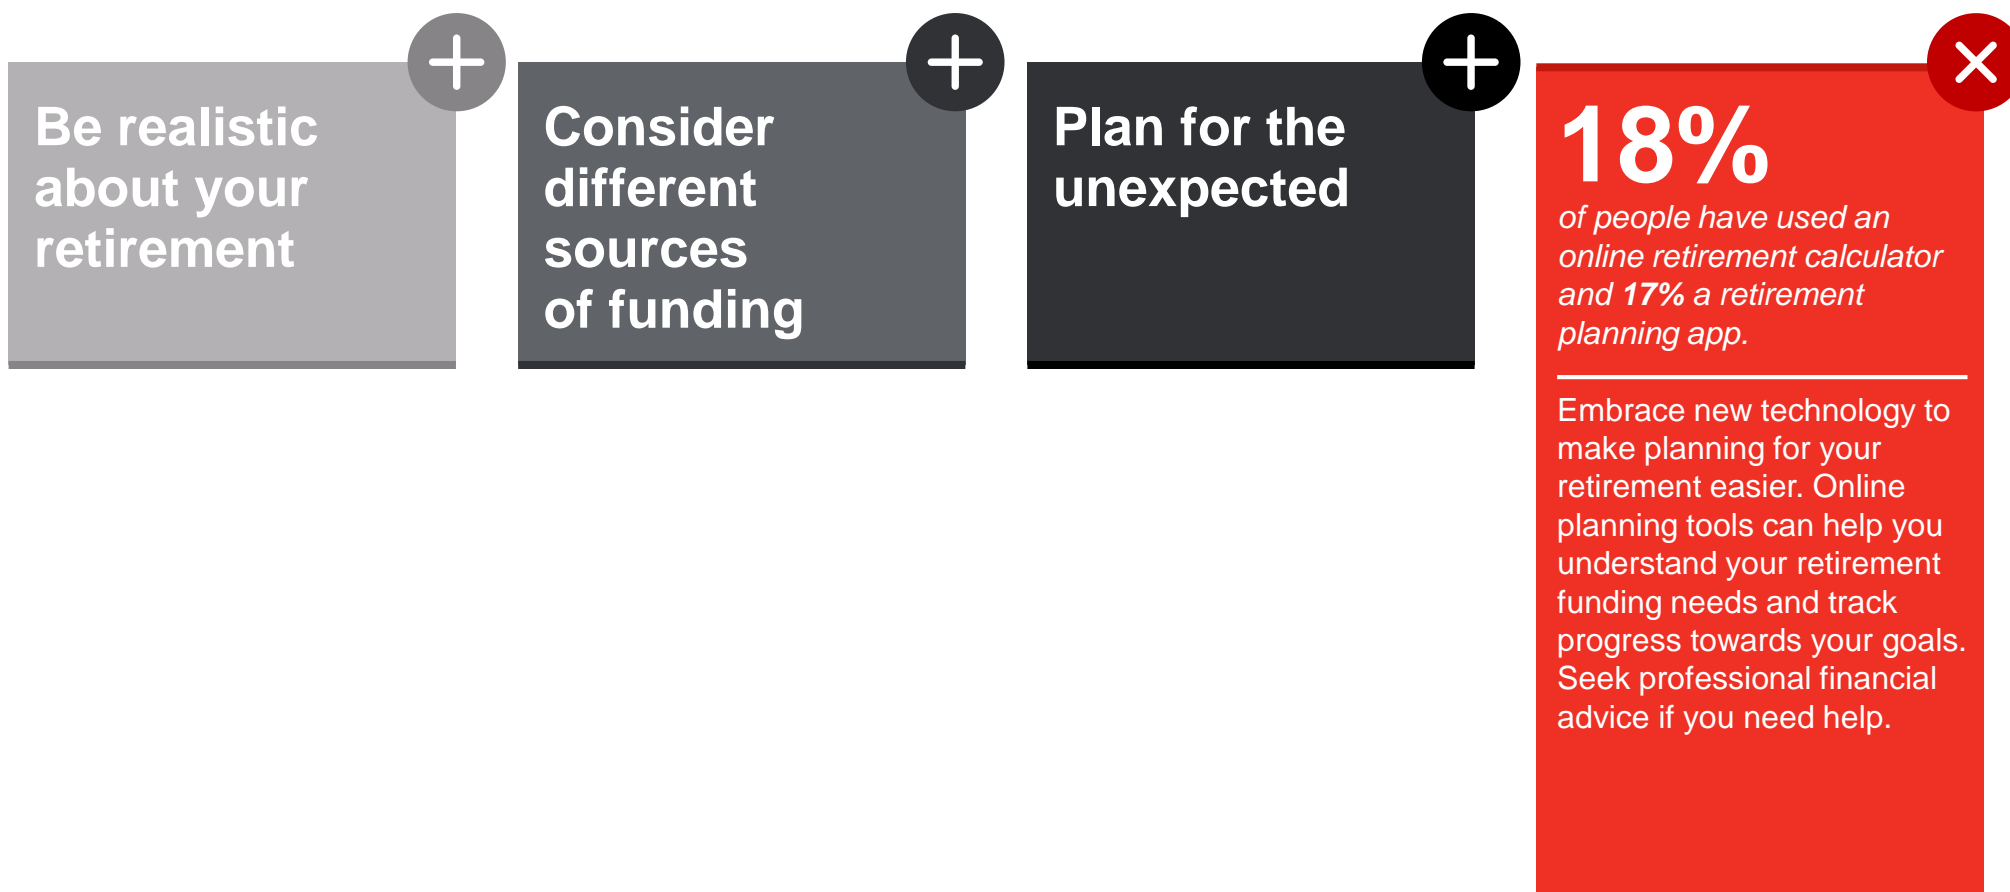 Be realistic
about your
retirement
Consider
different
sources
of funding
Plan for the
unexpected
18%
of people have used an
online retirement calculator
and 17% a retirement
planning app.
Embrace new technology to
make planning for your
retirement easier. Online
planning tools can help you
understand your retirement
funding needs and track
progress towards your goals.
Seek professional financial
advice if you need help.